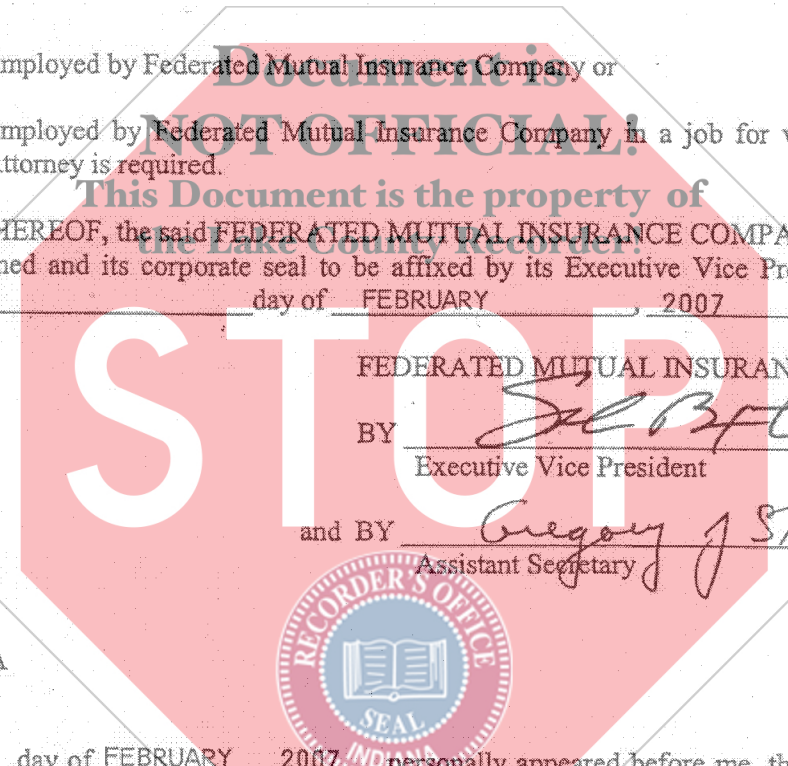 mployed by Federated Mutual Insurance Company or
Document is
NOT OFFICIAL!
mployed by Federated Mutual Insurance Company in a job for
ttorney is required.
This Document is the property of
the Lake County Recorder!
HEREOF, the said FEDERATED MUTUAL INSURANCE COMPA
ned and its corporate seal to be affixed by its Executive Vice Pre
day of FEBRUARY , 2007
STOP
FEDERATED MUTUAL INSURAN
BY
Executive Vice President
and BY Gregory J
Assistant Secretary
RECORDER'S OFFICE
SEAL
INDIANA
A
day of FEBRUARY 2007, personally appeared before me, th